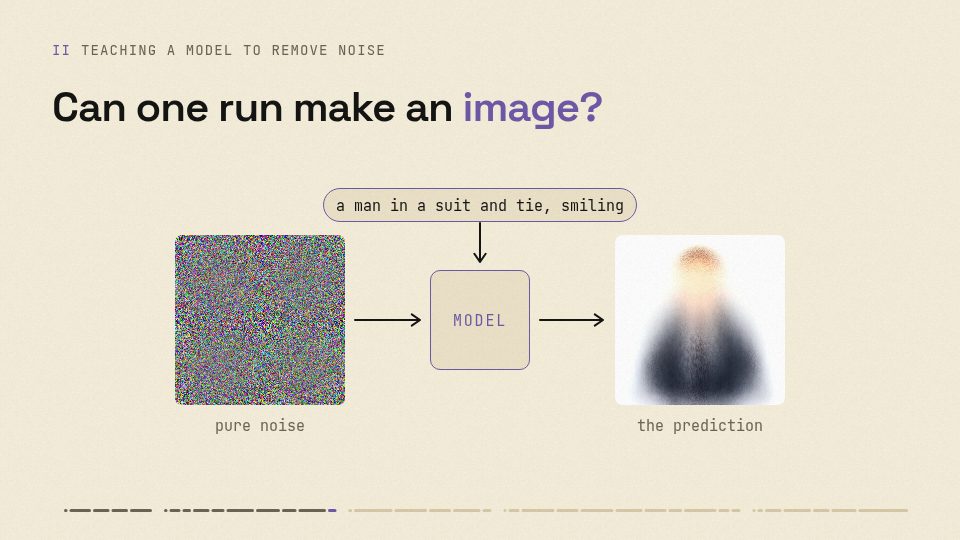 II TEACHING A MODEL TO REMOVE NOISE
Can one run make an image?
a man in a suit and tie, smiling
MODEL
pure noise
the prediction